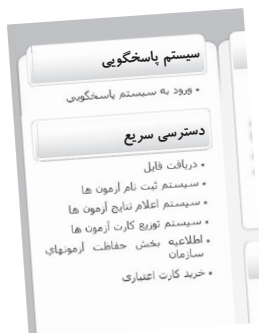 سیستم پاسخگویی
• ورود به سیستم پاسخگویی
دسترسی سریع
• دریافت فایل
• سیستم ثبت نام آزمون ها
• سیستم اعلام نتایج آزمون ها
• سیستم توزیع کارت آزمون ها
• اطلاعیه بخش حفاظت آزمونهای
سازمان
• خرید کارت اعتباری